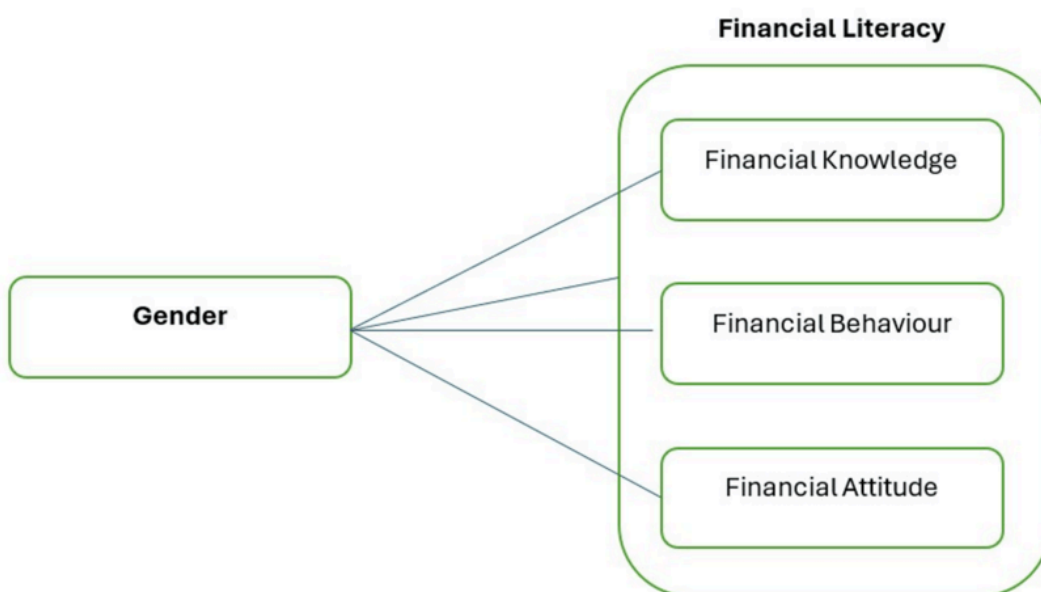 Financial Literacy
Financial Knowledge
Gender
Financial Behaviour
Financial Attitude